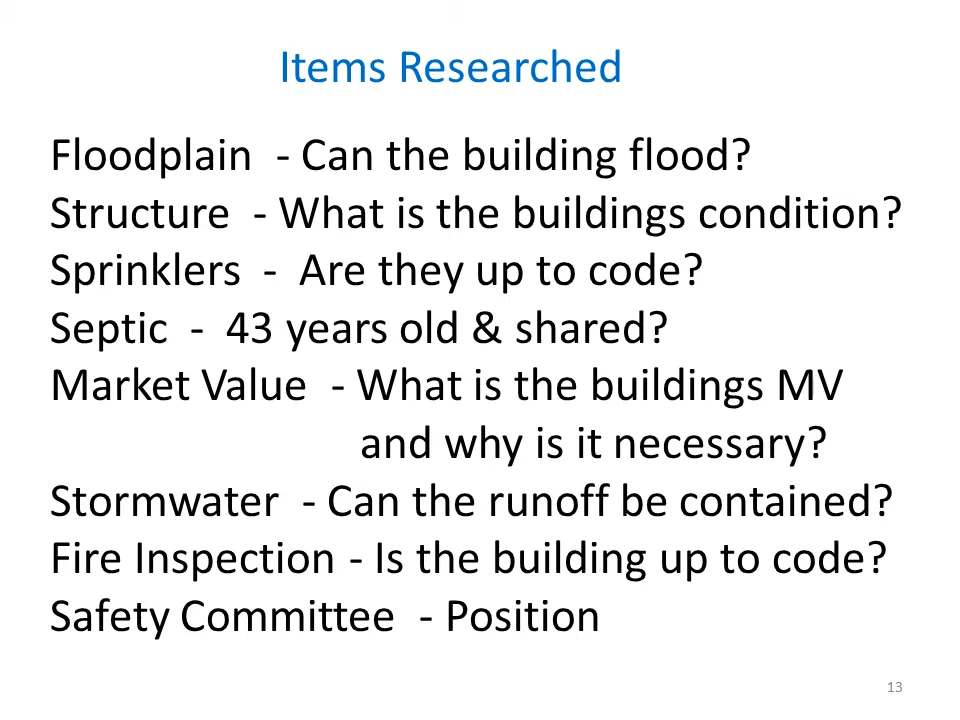 Items Researched
Floodplain - Can the building flood?
Structure - What is the buildings condition?
Sprinklers - Are they up to code?
Septic - 43 years old & shared?
Market Value - What is the buildings MV
and why is it necessary?
Stormwater - Can the runoff be contained?
Fire Inspection - Is the building up to code?
Safety Committee - Position
13